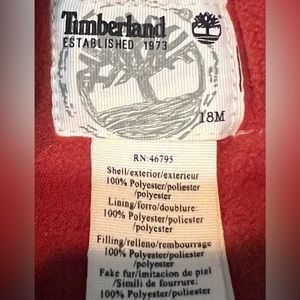 Timberland
ESTABLISHED 1973
18M
RN:46795
Shell/exterior/exterieur
100% Polyester/poliester
/polyester
Lining/forro/doublure:
100% Polyester/poliester
/polyester
Filling/relleno/rembourrage
100% Polyester/poliester
/polyester
Fake fur/imitacion de piel
/Simili de fourrure:
100% Polyester/poliester
/polyester